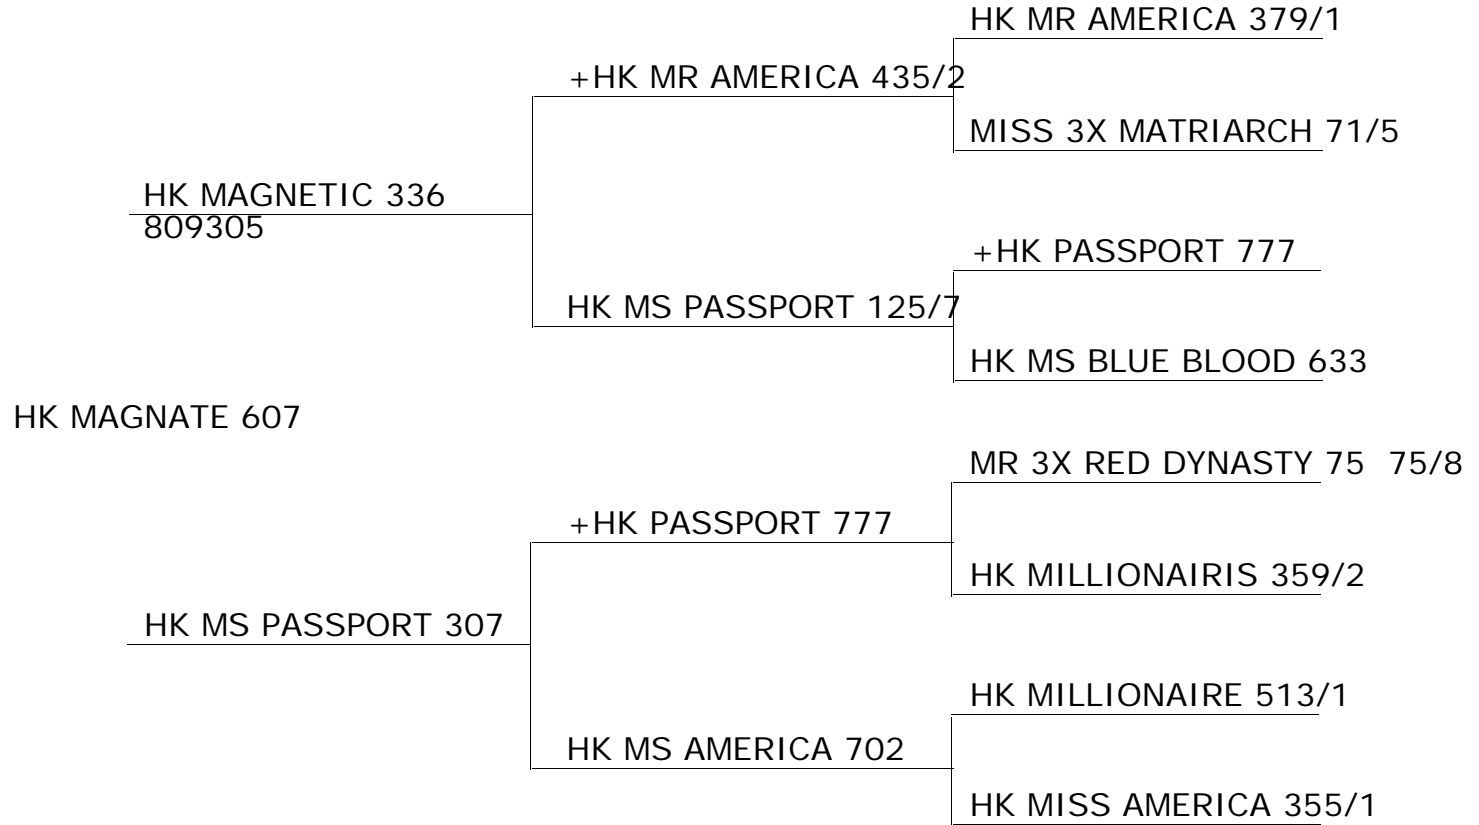 HK MR AMERICA 379/1
+HK MR AMERICA 435/2
MISS 3X MATRIARCH 71/5
HK MAGNETIC 336
809305
+HK PASSPORT 777
HK MS PASSPORT 125/7
HK MS BLUE BLOOD 633
HK MAGNATE 607
MR 3X RED DYNASTY 75 75/8
+HK PASSPORT 777
HK MILLIONAIRIS 359/2
HK MS PASSPORT 307
HK MILLIONAIRE 513/1
HK MS AMERICA 702
HK MISS AMERICA 355/1